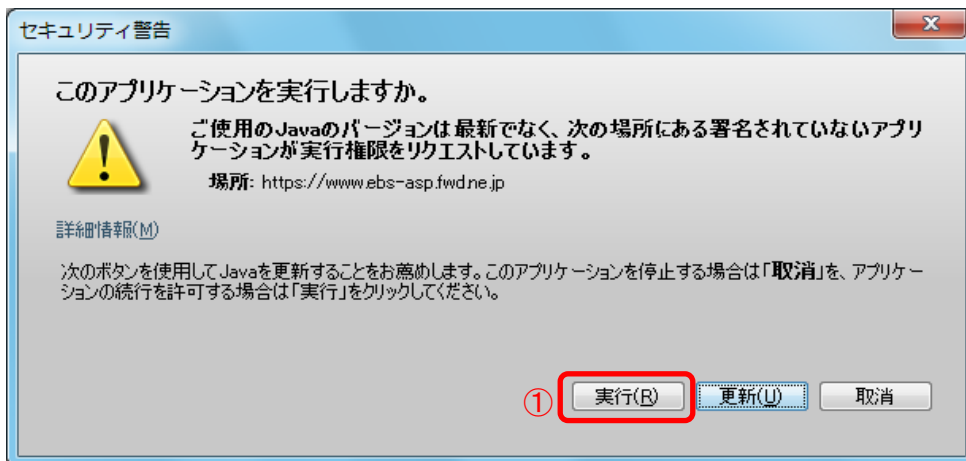 セキュリティ警告
このアプリケーションを実行しますか。
ご使用のJavaのバージョンは最新でなく、次の場所にある署名されていないアプリ
ケーションが実行権限をリクエストしています。
場所: https://www.ebs-asp.fwd.ne.jp
詳細情報(M)
次のボタンを使用してJavaを更新することをお薦めします。このアプリケーションを停止する場合は「取消」を、アプリケー
ションの続行を許可する場合は「実行」をクリックしてください。
① 実行(R) 更新(U) 取消